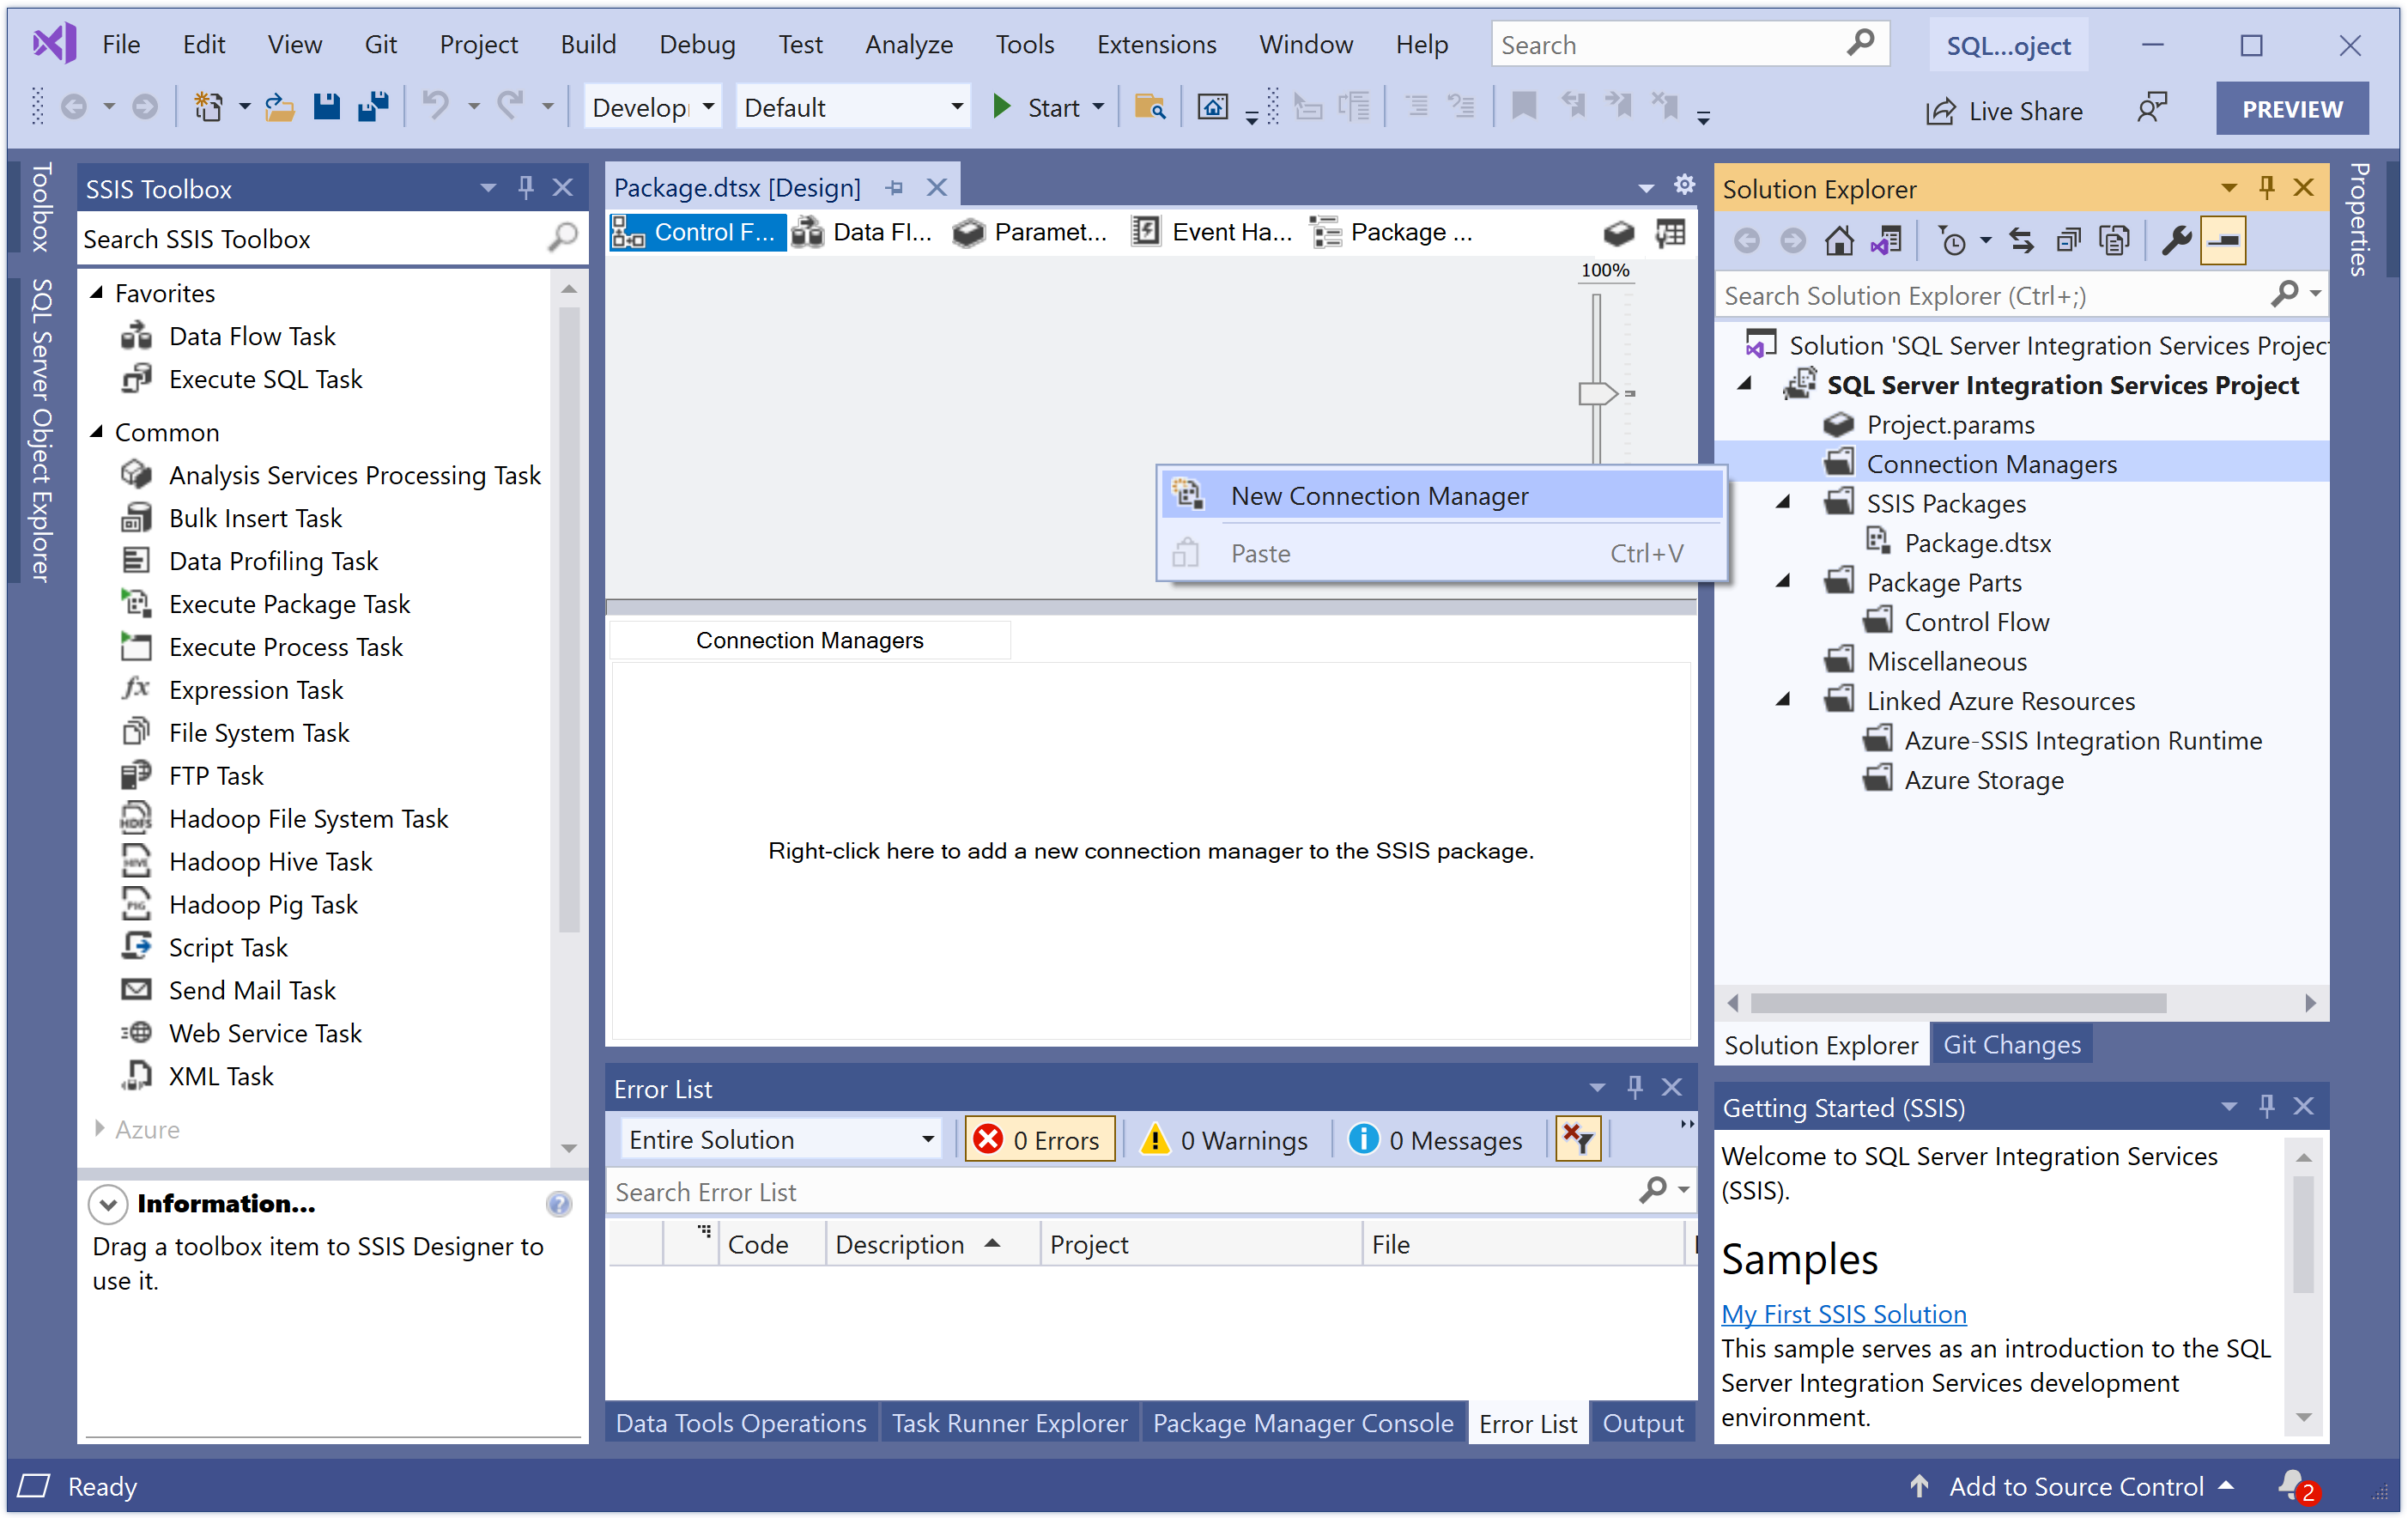 File Edit View Git Project Build Debug Test Analyze Tools Extensions Window Help Search SQL...oject
Develop Default Start Live Share PREVIEW
Toolbox
SQL Server Object Explorer
SSIS Toolbox
Search SSIS Toolbox
Favorites
Data Flow Task
Execute SQL Task
Common
Analysis Services Processing Task
Bulk Insert Task
Data Profiling Task
Execute Package Task
Execute Process Task
fx Expression Task
File System Task
FTP Task
HDFS Hadoop File System Task
HIVE Hadoop Hive Task
PIG Hadoop Pig Task
Script Task
Send Mail Task
Web Service Task
XML Task
Azure
Information...
Drag a toolbox item to SSIS Designer to
use it.
Package.dtsx [Design]
Control F... Data Fl... Paramet... Event Ha... Package ...
100%
New Connection Manager
Paste Ctrl+V
Connection Managers
Right-click here to add a new connection manager to the SSIS package.
Error List
Entire Solution 0 Errors 0 Warnings 0 Messages
Search Error List
Code Description Project File
Data Tools Operations Task Runner Explorer Package Manager Console Error List Output
Solution Explorer
Search Solution Explorer (Ctrl+;)
Solution 'SQL Server Integration Services Project
SQL Server Integration Services Project
Project.params
Connection Managers
SSIS Packages
Package.dtsx
Package Parts
Control Flow
Miscellaneous
Linked Azure Resources
Azure-SSIS Integration Runtime
Azure Storage
Solution Explorer Git Changes
Getting Started (SSIS)
Welcome to SQL Server Integration Services
(SSIS).
Samples
My First SSIS Solution
This sample serves as an introduction to the SQL
Server Integration Services development
environment.
Properties
Ready Add to Source Control 2